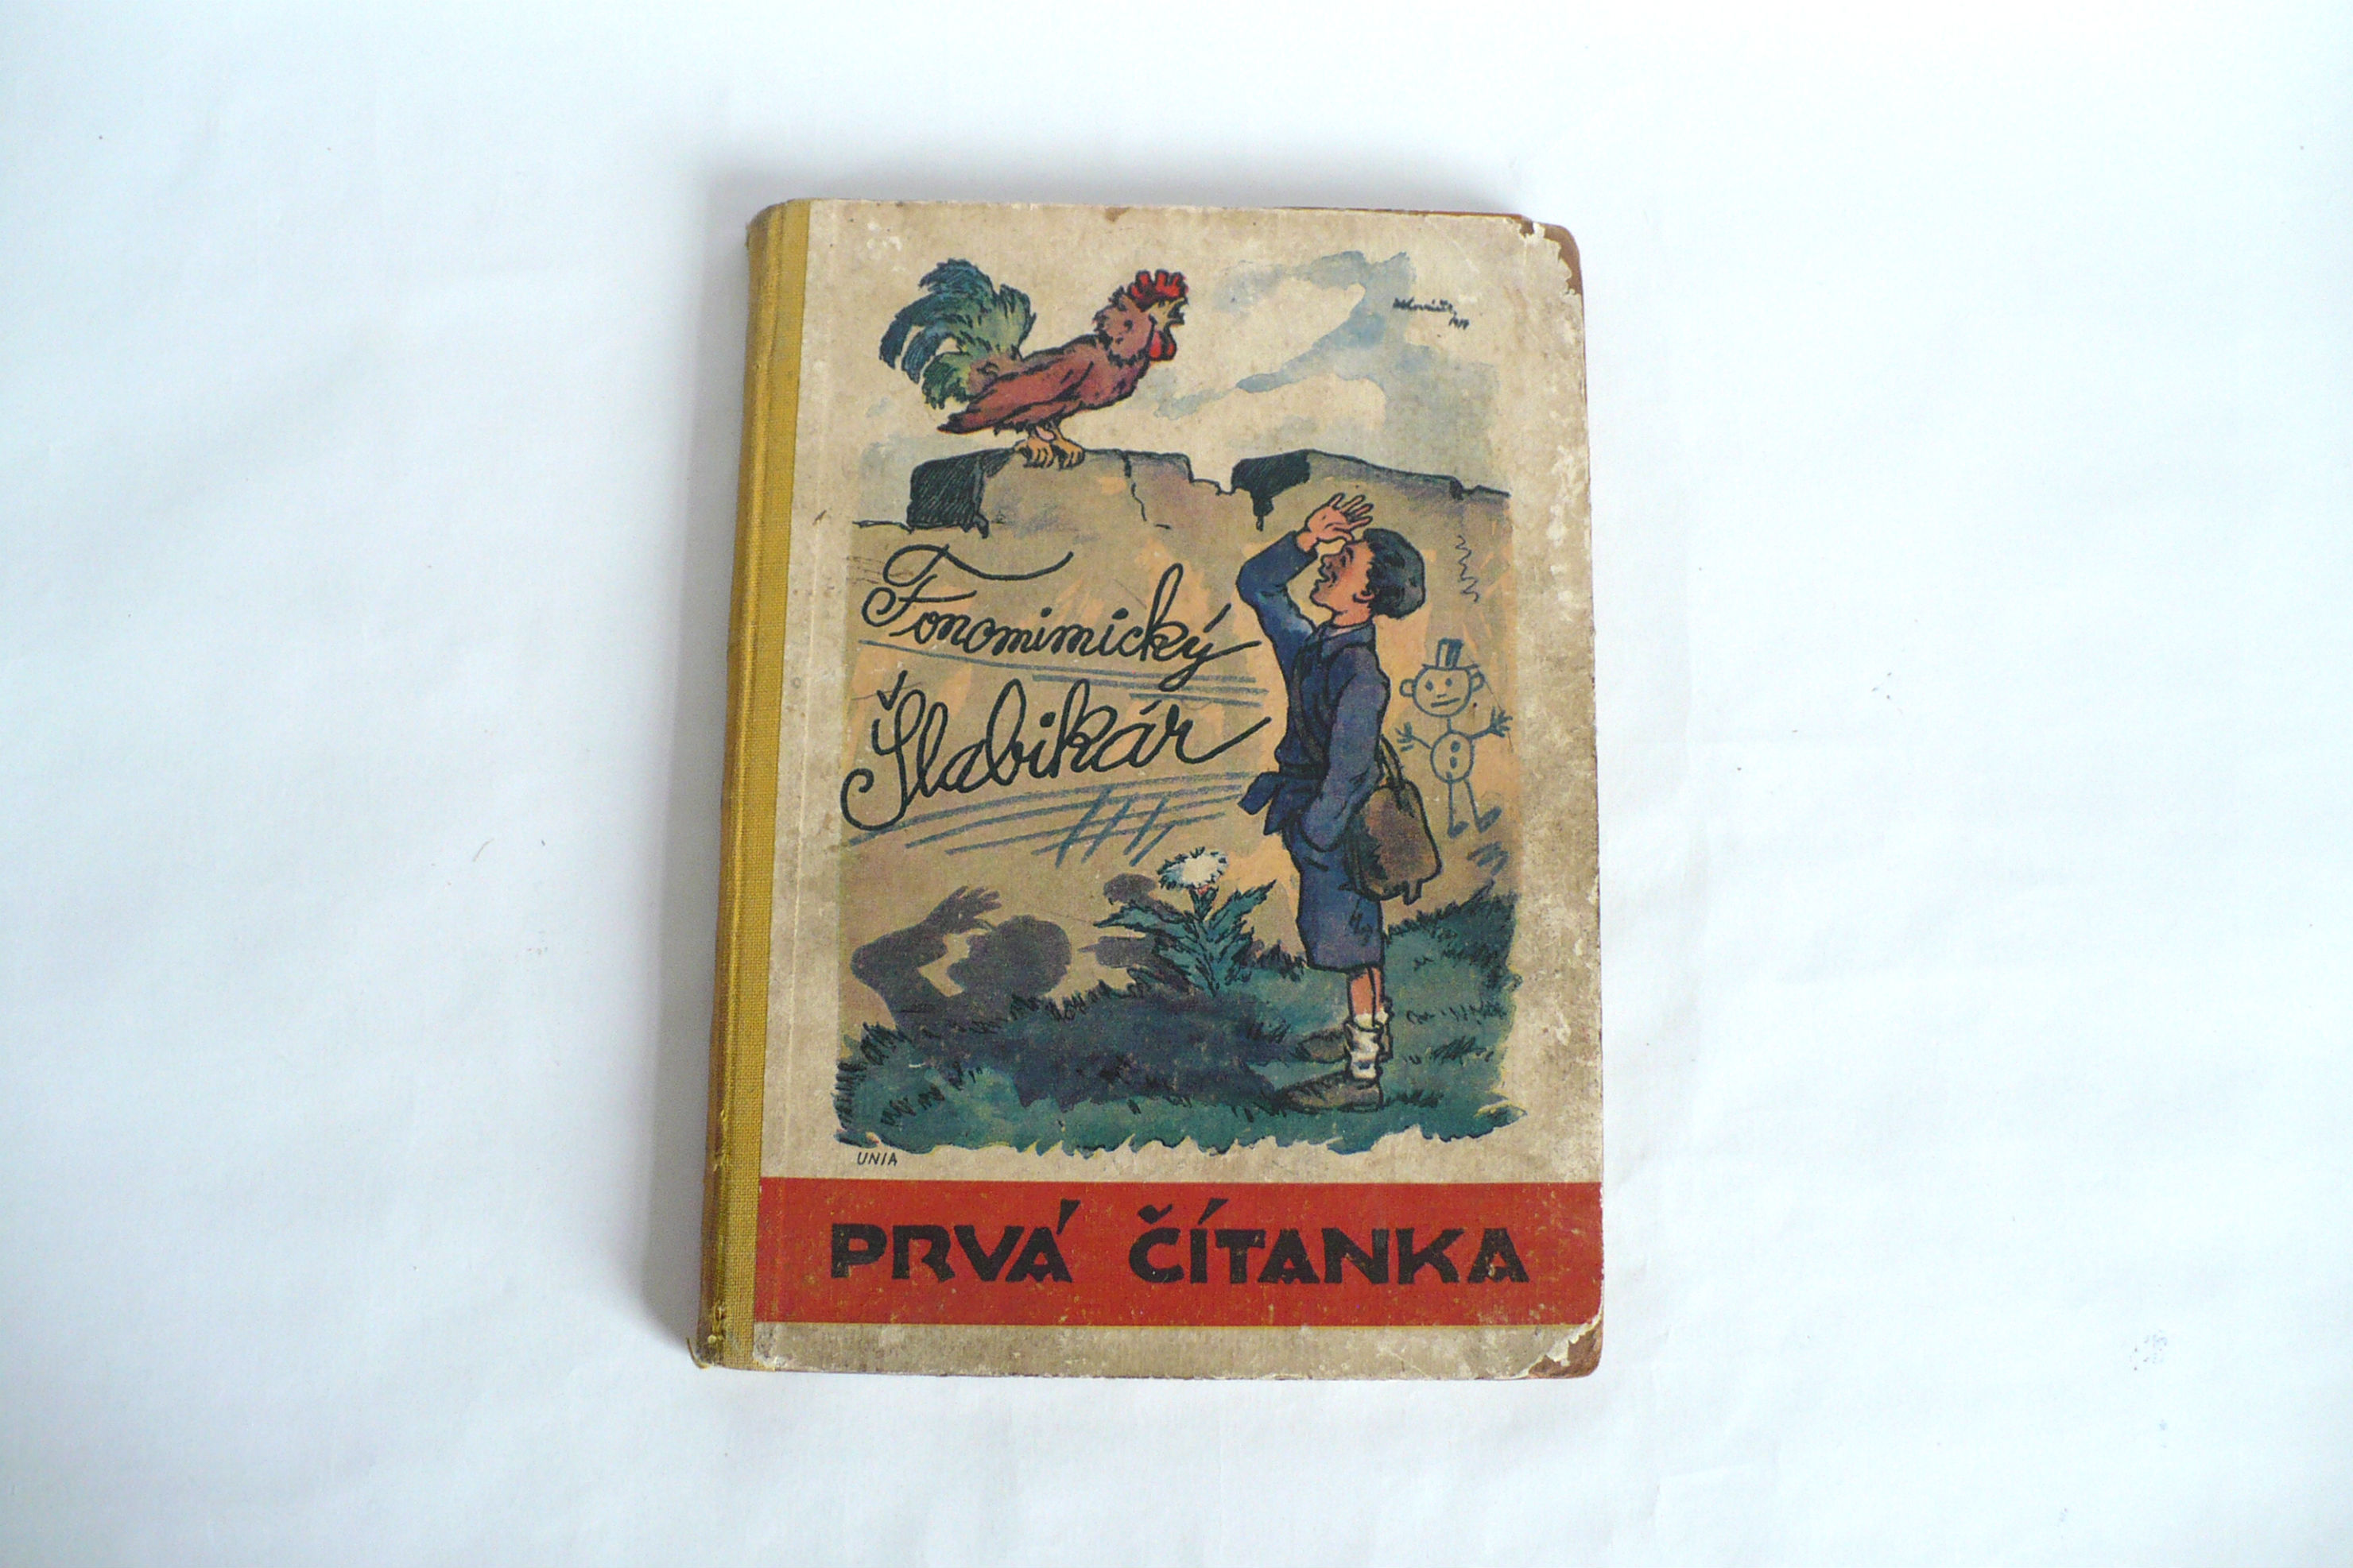 Fonomimický
Šlabikár
UNIA
PRVÁ ČÍTANKA